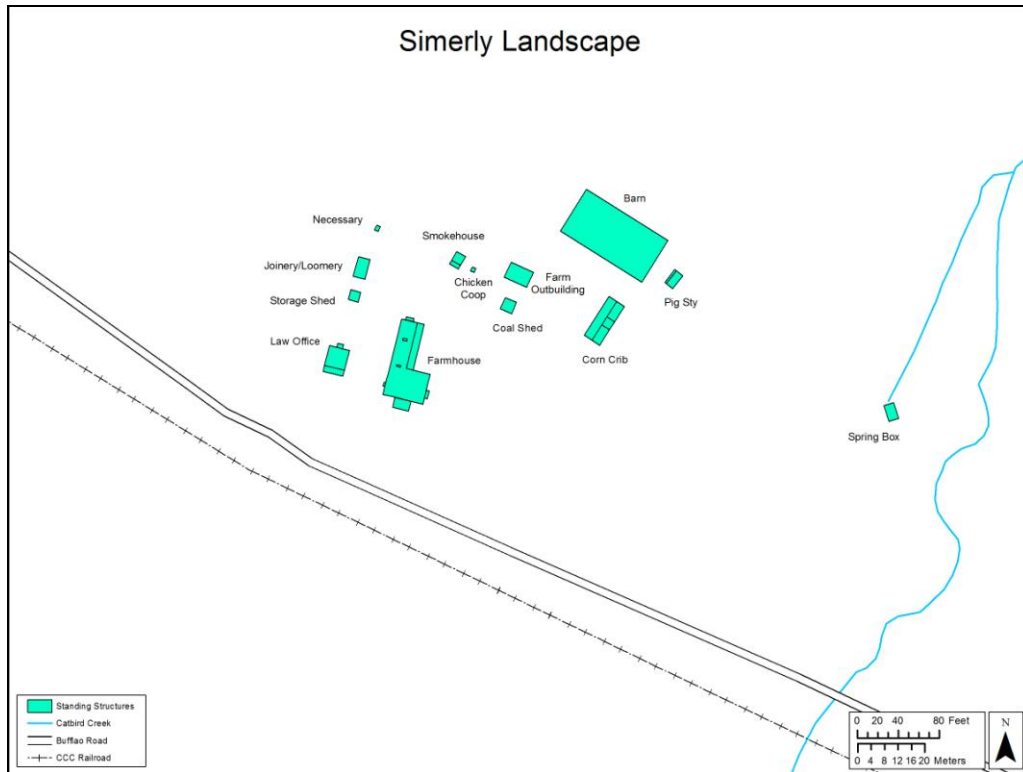 Simerly Landscape
Barn
Necessary
Smokehouse
Joinery/Loomery
Chicken
Coop
Farm
Outbuilding
Pig Sty
Storage Shed
Coal Shed
Law Office
Farmhouse
Corn Crib
Spring Box
Standing Structures
Catbird Creek
Bufflao Road
CCC Railroad
0 20 40 80 Feet
0 4 8 12 16 20 Meters
N